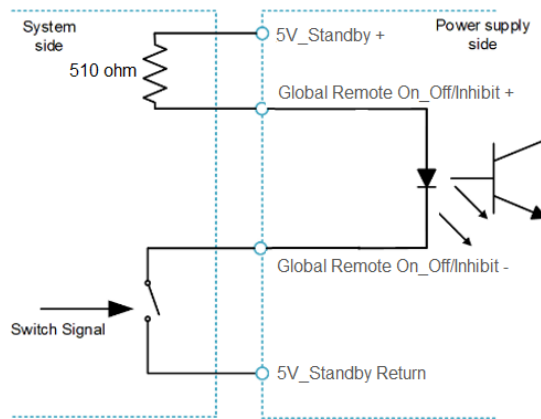 System
side
5V_Standby +
Power supply
side
510 ohm
Global Remote On_Off/Inhibit +
Global Remote On_Off/Inhibit -
Switch Signal
5V_Standby Return